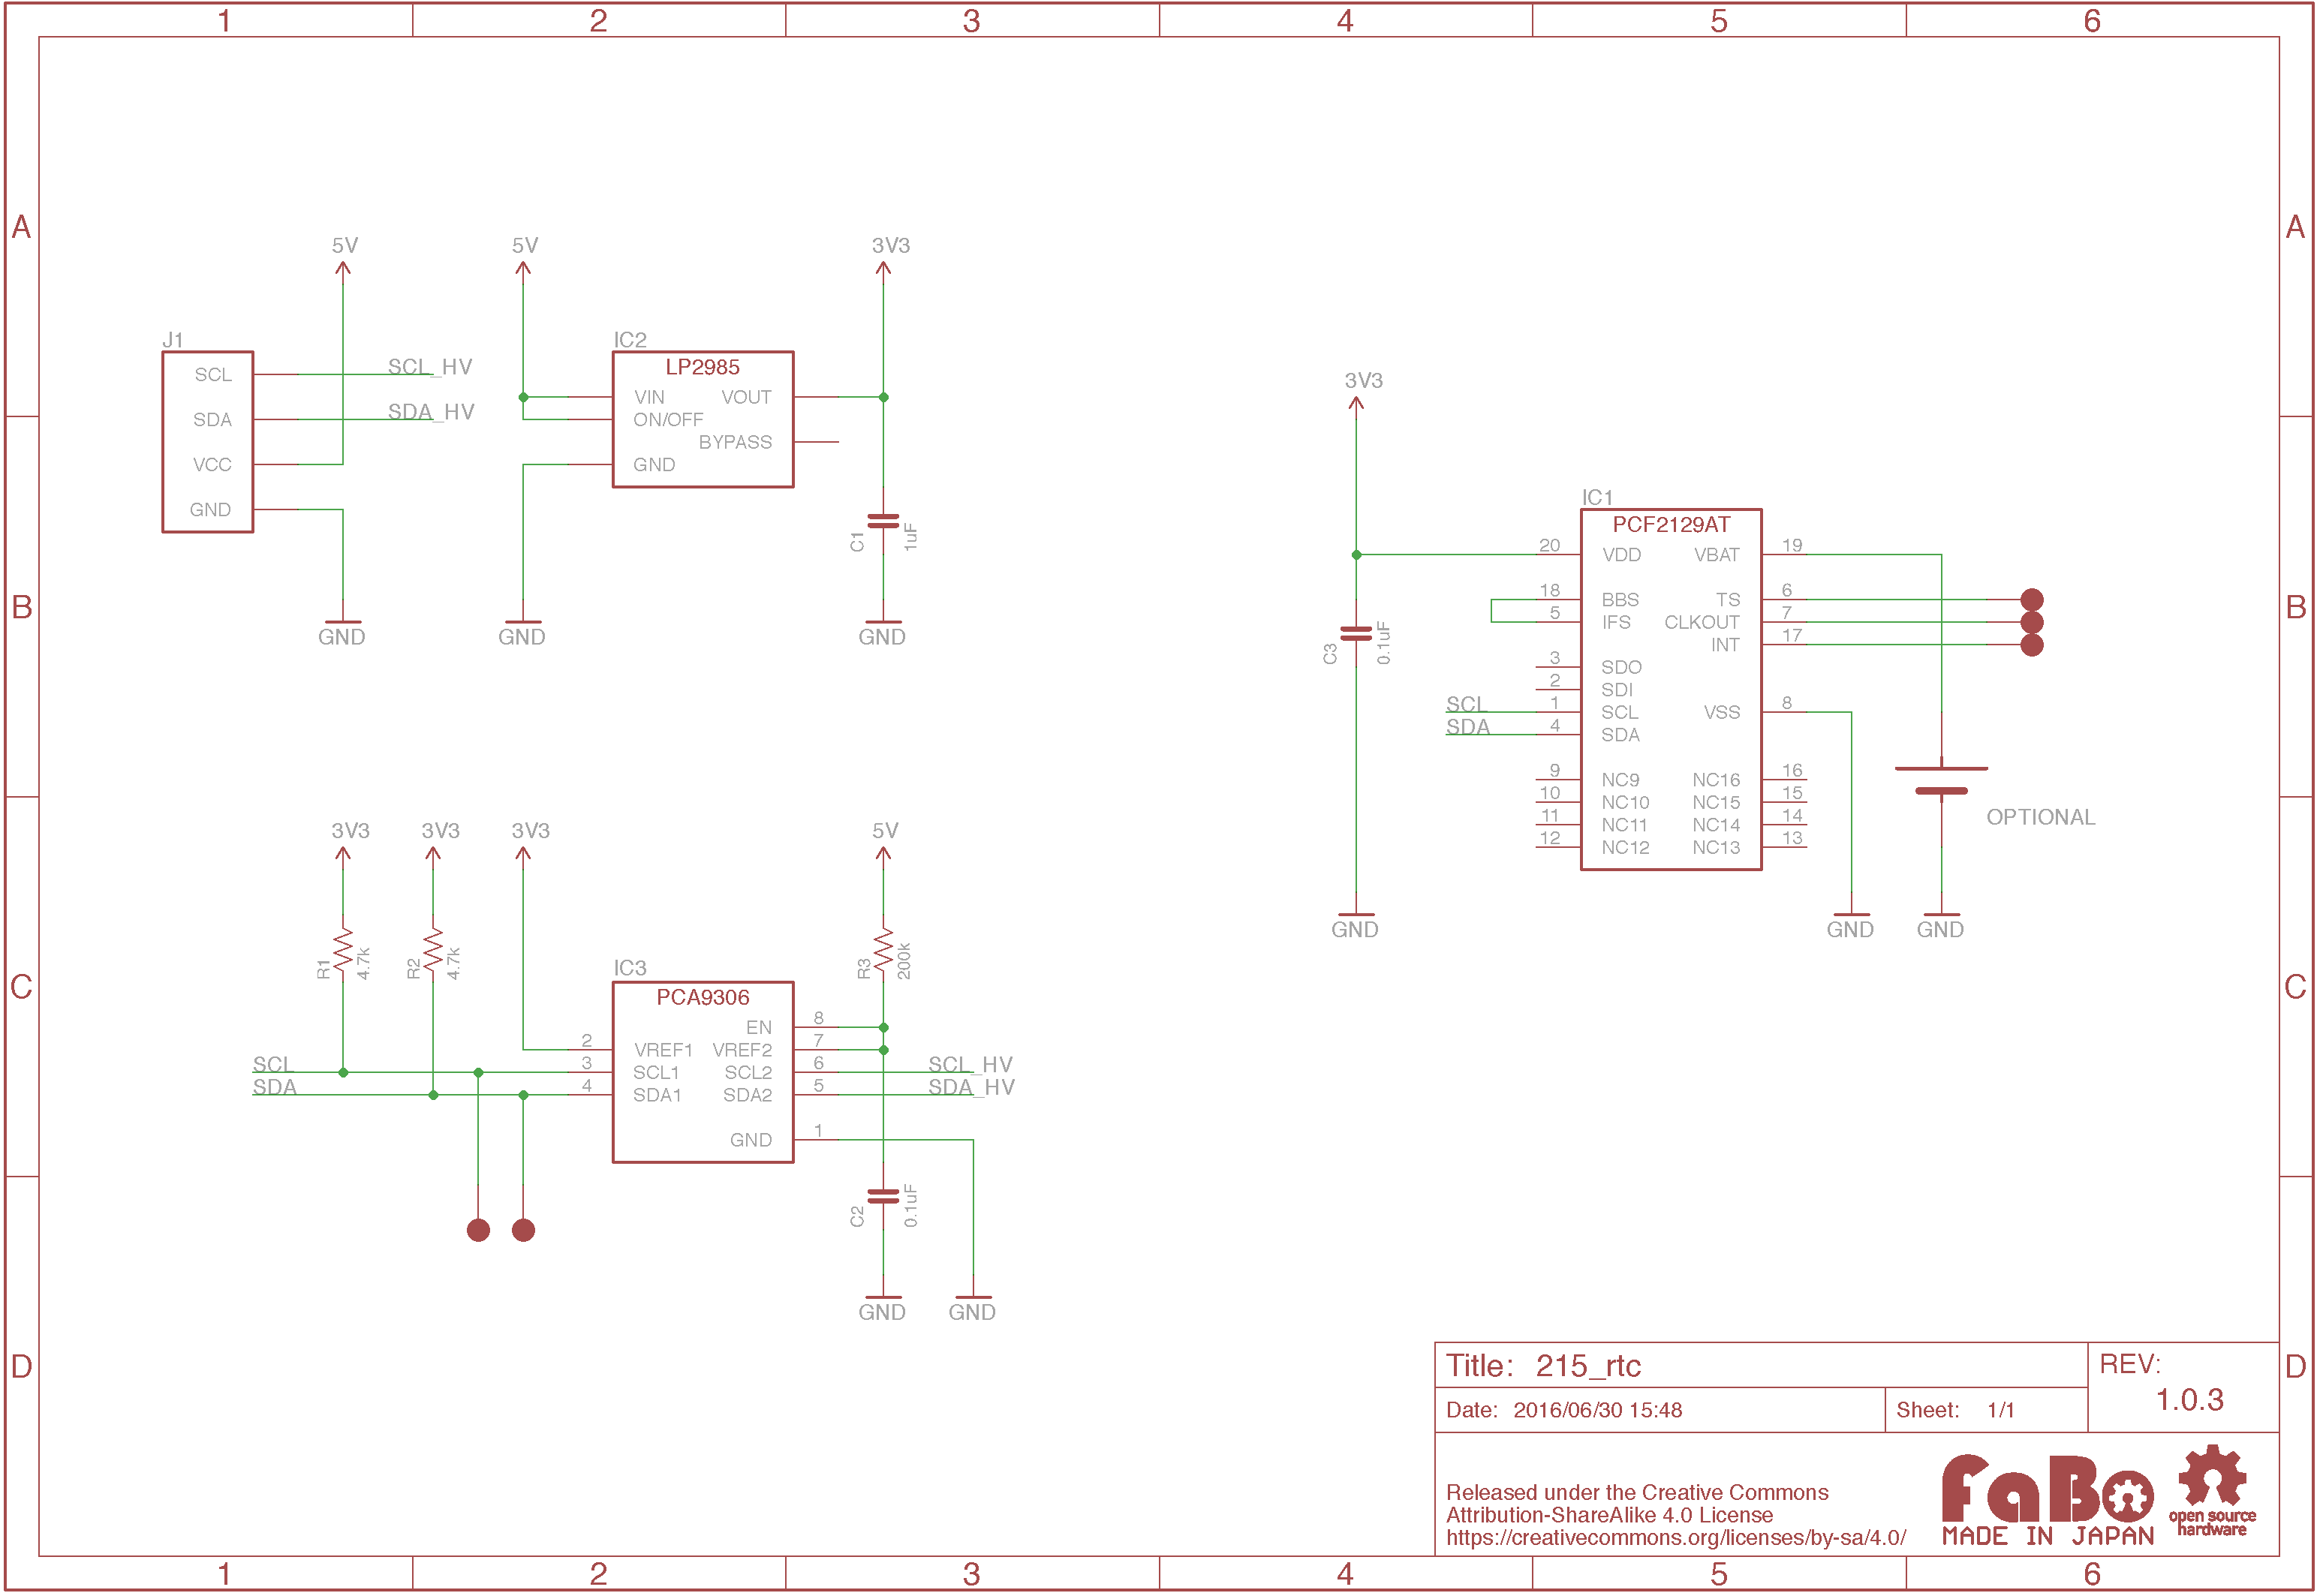 1 2 3 4 5 6
A A
B B
C C
D D
5V 5V 3V3
J1
SCL SCL_HV
SDA SDA_HV
VCC
GND
GND
IC2
LP2985
VIN VOUT
ON/OFF
BYPASS
GND
GND
C1 1uF
GND
3V3
C3 0.1uF
GND
IC1
PCF2129AT
20 VDD VBAT 19
18 BBS TS 6
5 IFS CLKOUT 7
INT 17
3 SDO
2 SDI
SCL 1 SCL VSS 8
SDA 4 SDA
9 NC9 NC16 16
10 NC10 NC15 15
11 NC11 NC14 14
12 NC12 NC13 13
OPTIONAL
GND GND
3V3 3V3 3V3 5V
R1 4.7k R2 4.7k R3 200k
IC3
PCA9306
EN 8
2 VREF1 VREF2 7
SCL 3 SCL1 SCL2 6 SCL_HV
SDA 4 SDA1 SDA2 5 SDA_HV
GND 1
C2 0.1uF
GND GND
Title: 215_rtc
REV:
1.0.3
Date: 2016/06/30 15:48
Sheet: 1/1
Released under the Creative Commons
Attribution-ShareAlike 4.0 License
https://creativecommons.org/licenses/by-sa/4.0/
FaBo
MADE IN JAPAN
open source
hardware
1 2 3 4 5 6